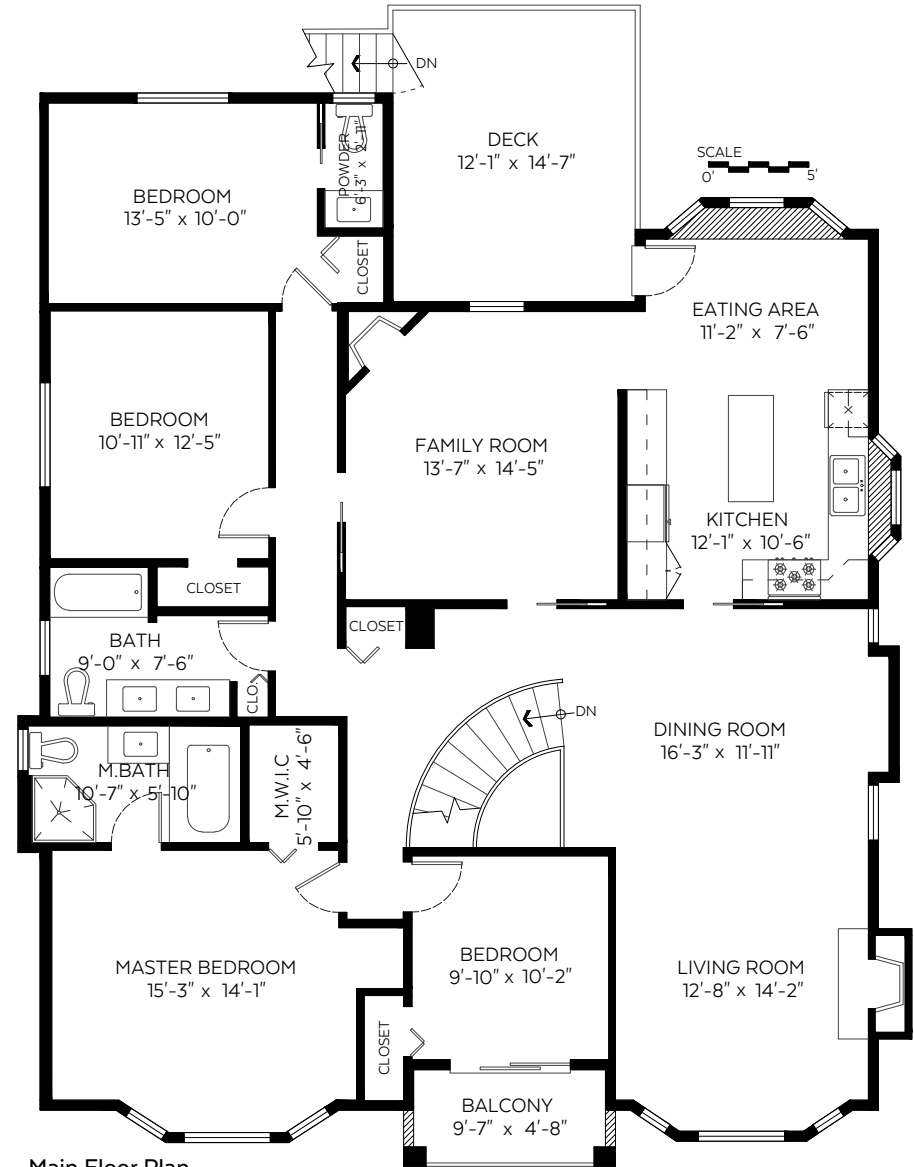 DN
DECK
12'-1" x 14'-7"
SCALE
0' 5'
POWDER
6'-3" x 2'-11"
BEDROOM
13'-5" x 10'-0"
CLOSET
EATING AREA
11'-2" x 7'-6"
BEDROOM
10'-11" x 12'-5"
FAMILY ROOM
13'-7" x 14'-5"
KITCHEN
12'-1" x 10'-6"
CLOSET
CLOSET
BATH
9'-0" x 7'-6"
CLO.
DN
DINING ROOM
16'-3" x 11'-11"
M.BATH
10'-7" x 5'-10"
M.W.I.C
5'-10" x 4'-6"
MASTER BEDROOM
15'-3" x 14'-1"
BEDROOM
9'-10" x 10'-2"
LIVING ROOM
12'-8" x 14'-2"
CLOSET
BALCONY
9'-7" x 4'-8"
Main Floor Plan